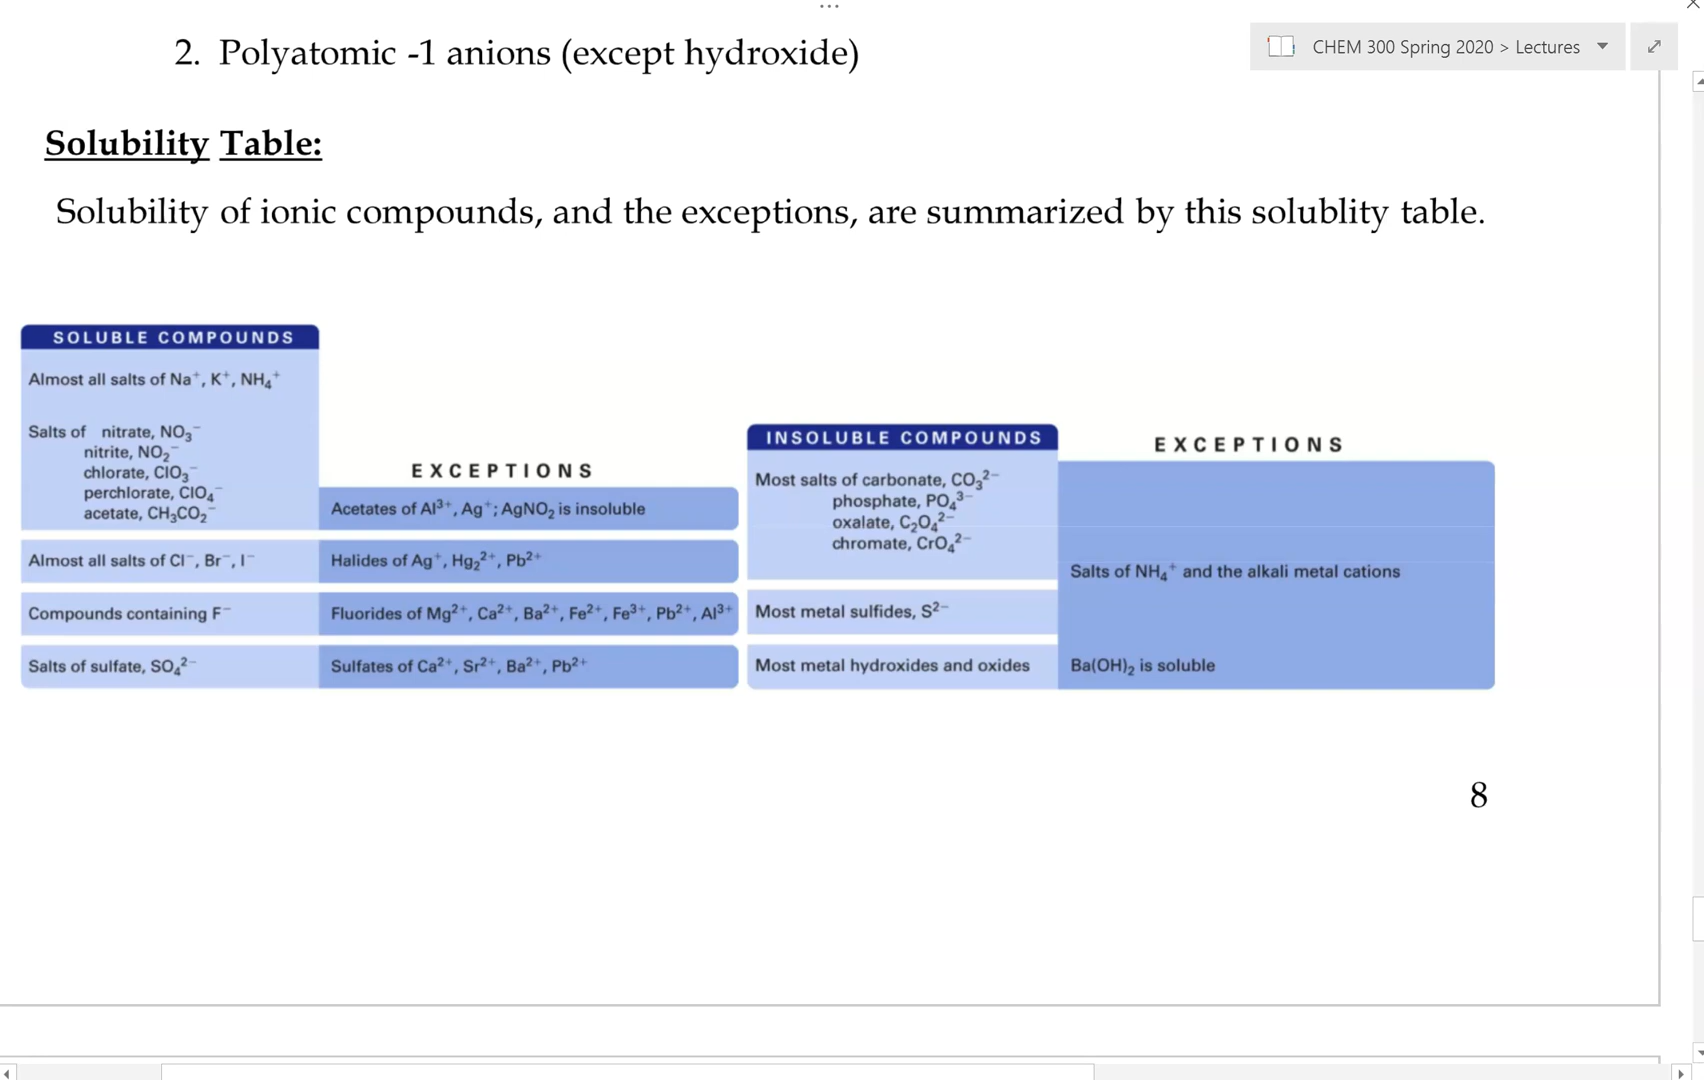 ...
2. Polyatomic -1 anions (except hydroxide)
CHEM 300 Spring 2020 > Lectures
Solubility Table:
Solubility of ionic compounds, and the exceptions, are summarized by this solublity table.
SOLUBLE COMPOUNDS
Almost all salts of Na⁺, K⁺, NH₄⁺
Salts of nitrate, NO₃⁻
nitrite, NO₂⁻
chlorate, ClO₃⁻
perchlorate, ClO₄⁻
acetate, CH₃CO₂⁻
EXCEPTIONS
Acetates of Al³⁺, Ag⁺; AgNO₂ is insoluble
Almost all salts of Cl⁻, Br⁻, I⁻
Halides of Ag⁺, Hg₂²⁺, Pb²⁺
Compounds containing F⁻
Fluorides of Mg²⁺, Ca²⁺, Ba²⁺, Fe²⁺, Fe³⁺, Pb²⁺, Al³⁺
Salts of sulfate, SO₄²⁻
Sulfates of Ca²⁺, Sr²⁺, Ba²⁺, Pb²⁺
INSOLUBLE COMPOUNDS
EXCEPTIONS
Most salts of carbonate, CO₃²⁻
phosphate, PO₄³⁻
oxalate, C₂O₄²⁻
chromate, CrO₄²⁻
Salts of NH₄⁺ and the alkali metal cations
Most metal sulfides, S²⁻
Most metal hydroxides and oxides
Ba(OH)₂ is soluble
8